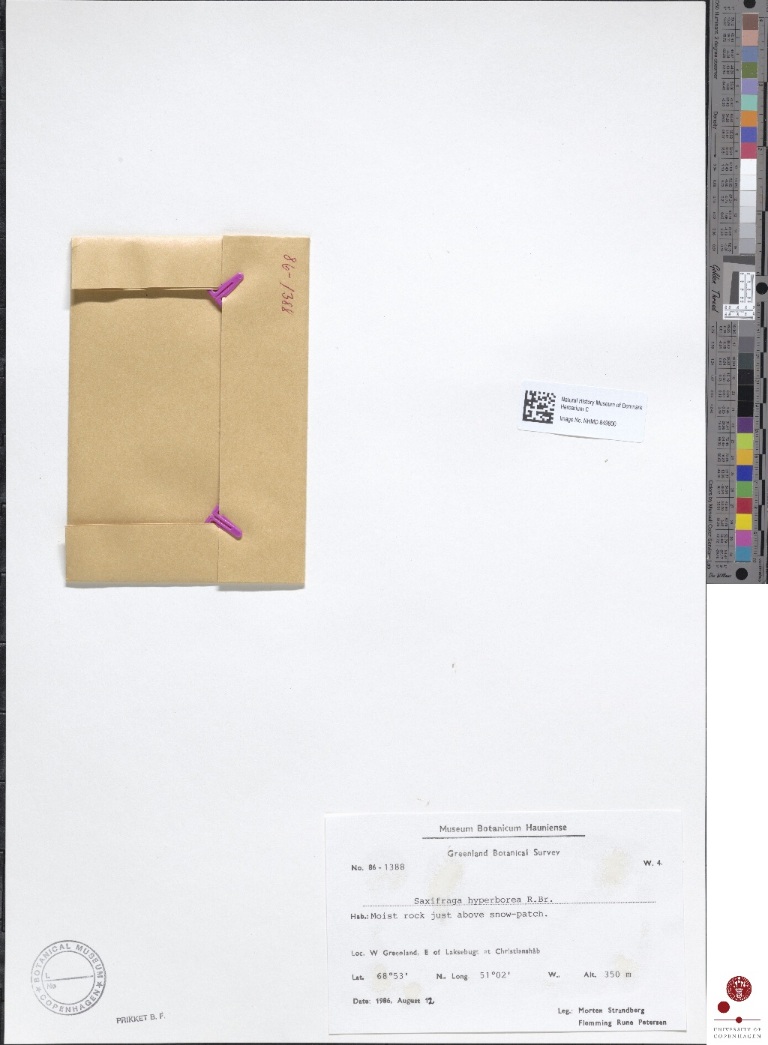 86-1388
Natural History Museum of Denmark
Herbarium C
Image No. NHMD
Museum Botanicum Hauniense
Greenland Botanical Survey
No. 86-1388
W. 4
Saxifraga hyperborea R.Br.
Hab.: Moist rock just above snow-patch.
Loc. W Greenland. E of Laksebugt at Christianshåb
Lat. 68°53' N. Long 51°02' W. Alt. 350 m
Date: 1986, August 12
Leg.: Morten Strandberg
Flemming Rune Petersen
BOTANICAL MUSEUM
COPENHAGEN
PRIKKET B. F.
UNIVERSITY OF
COPENHAGEN